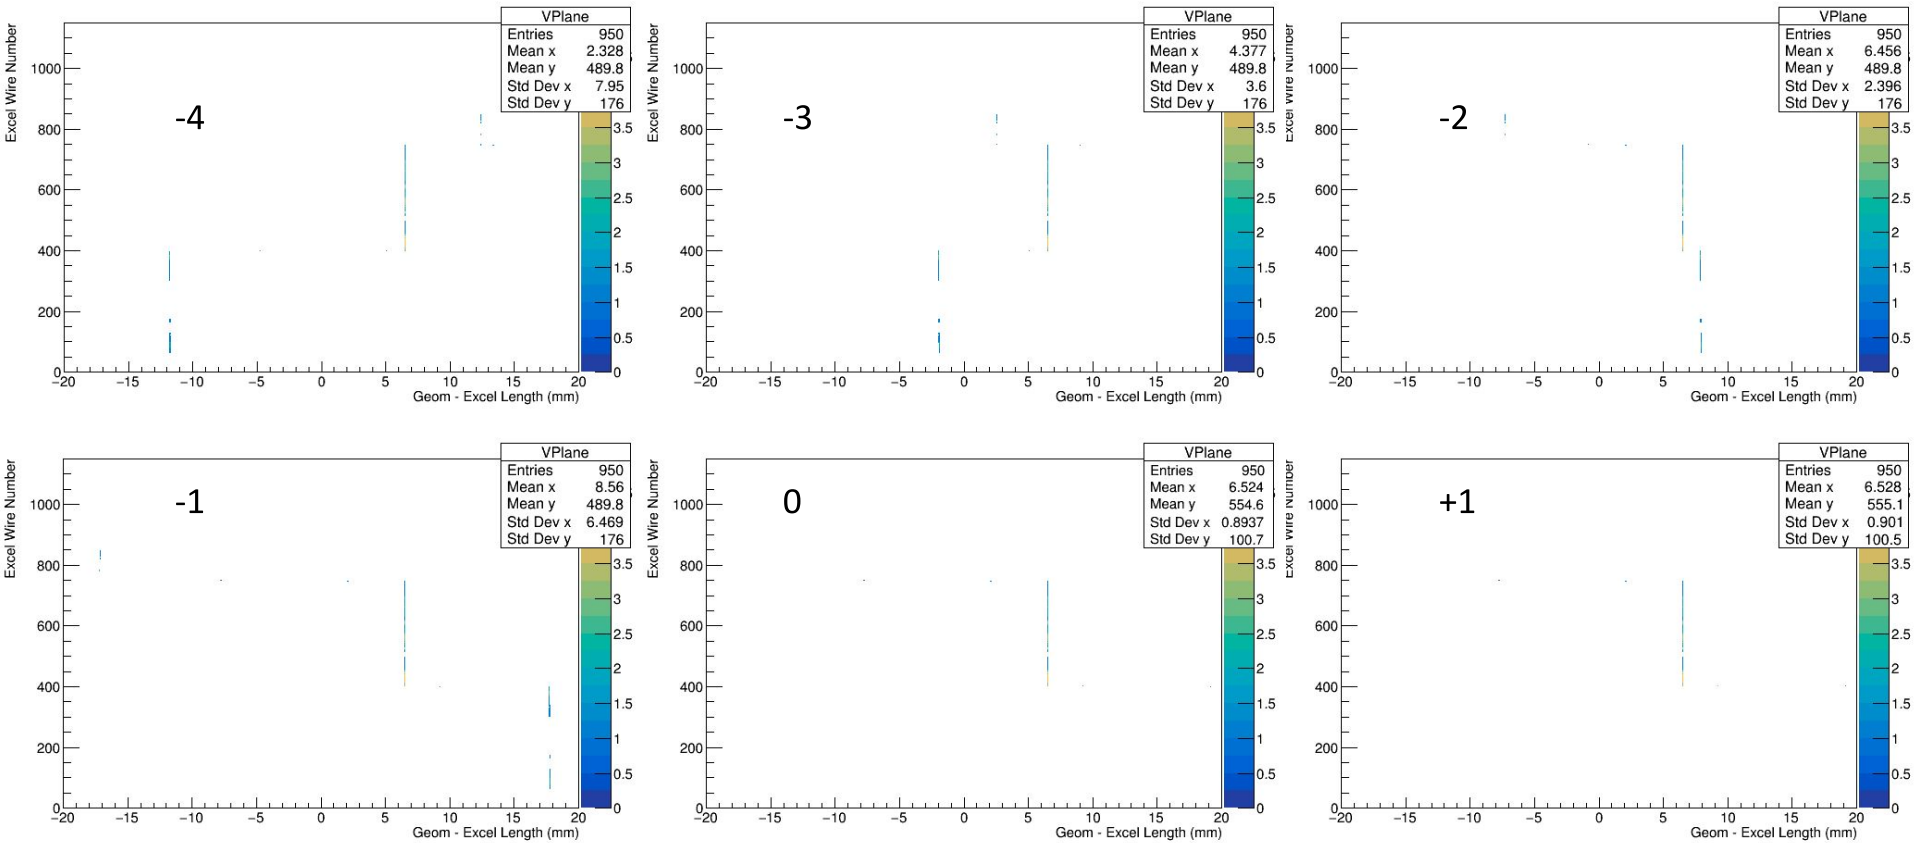 VPlane
Entries 950
Mean x 2.328
Mean y 489.8
Std Dev x 7.95
Std Dev y 176
-4
Excel Wire Number
1000
800
600
400
200
0
3.5
3
2.5
2
1.5
1
0.5
0
−20 −15 −10 −5 0 5 10 15 20
Geom - Excel Length (mm)
VPlane
Entries 950
Mean x 4.377
Mean y 489.8
Std Dev x 3.6
Std Dev y 176
-3
Excel Wire Number
1000
800
600
400
200
0
3.5
3
2.5
2
1.5
1
0.5
0
−20 −15 −10 −5 0 5 10 15 20
Geom - Excel Length (mm)
VPlane
Entries 950
Mean x 6.456
Mean y 489.8
Std Dev x 2.396
Std Dev y 176
-2
Excel Wire Number
1000
800
600
400
200
0
3.5
3
2.5
2
1.5
1
0.5
0
−20 −15 −10 −5 0 5 10 15 20
Geom - Excel Length (mm)
VPlane
Entries 950
Mean x 8.56
Mean y 489.8
Std Dev x 6.469
Std Dev y 176
-1
Excel Wire Number
1000
800
600
400
200
0
3.5
3
2.5
2
1.5
1
0.5
0
−20 −15 −10 −5 0 5 10 15 20
Geom - Excel Length (mm)
VPlane
Entries 950
Mean x 6.524
Mean y 554.6
Std Dev x 0.8937
Std Dev y 100.7
0
Excel Wire Number
1000
800
600
400
200
0
3.5
3
2.5
2
1.5
1
0.5
0
−20 −15 −10 −5 0 5 10 15 20
Geom - Excel Length (mm)
VPlane
Entries 950
Mean x 6.528
Mean y 555.1
Std Dev x 0.901
Std Dev y 100.5
+1
Excel Wire Number
1000
800
600
400
200
0
3.5
3
2.5
2
1.5
1
0.5
0
−20 −15 −10 −5 0 5 10 15 20
Geom - Excel Length (mm)